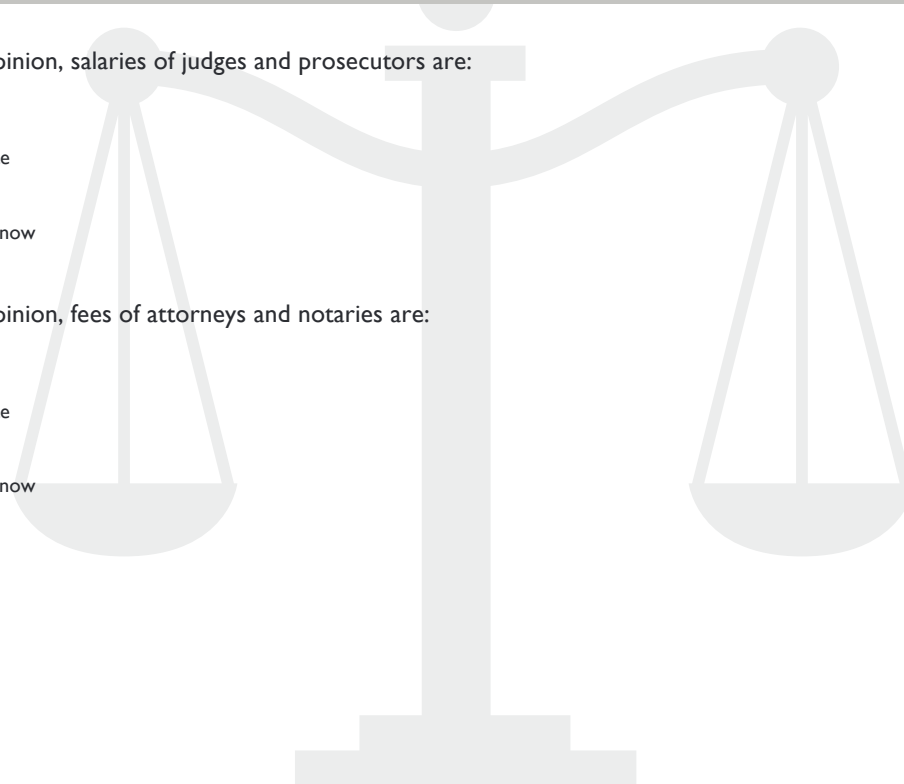 pinion, salaries of judges and prosecutors are:
e
now
pinion, fees of attorneys and notaries are:
e
now